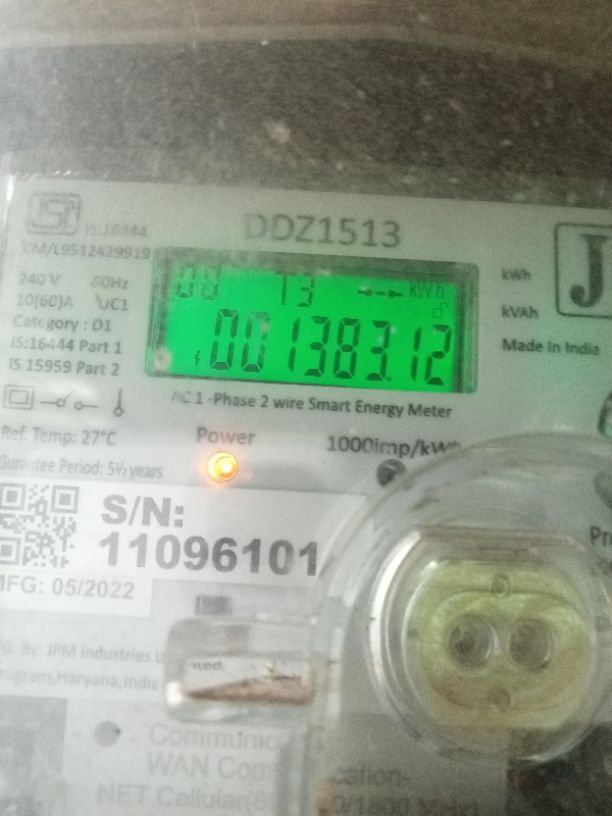 ISI
IS:16444
CM/L9512429919
DDZ1513
240 V 50Hz
10(60)A UC1
Category : D1
IS:16444 Part 1
IS 15959 Part 2
T3 kWh
001383.12
kWh
kVAh
J
Made In India
AC 1 -Phase 2 wire Smart Energy Meter
Ref. Temp: 27°C
Power
1000imp/kWh
Gurantee Period: 5½ years
S/N:
11096101
MFG: 05/2022
By: JPM Industries
Haryana, India
WAN
NET Cellular